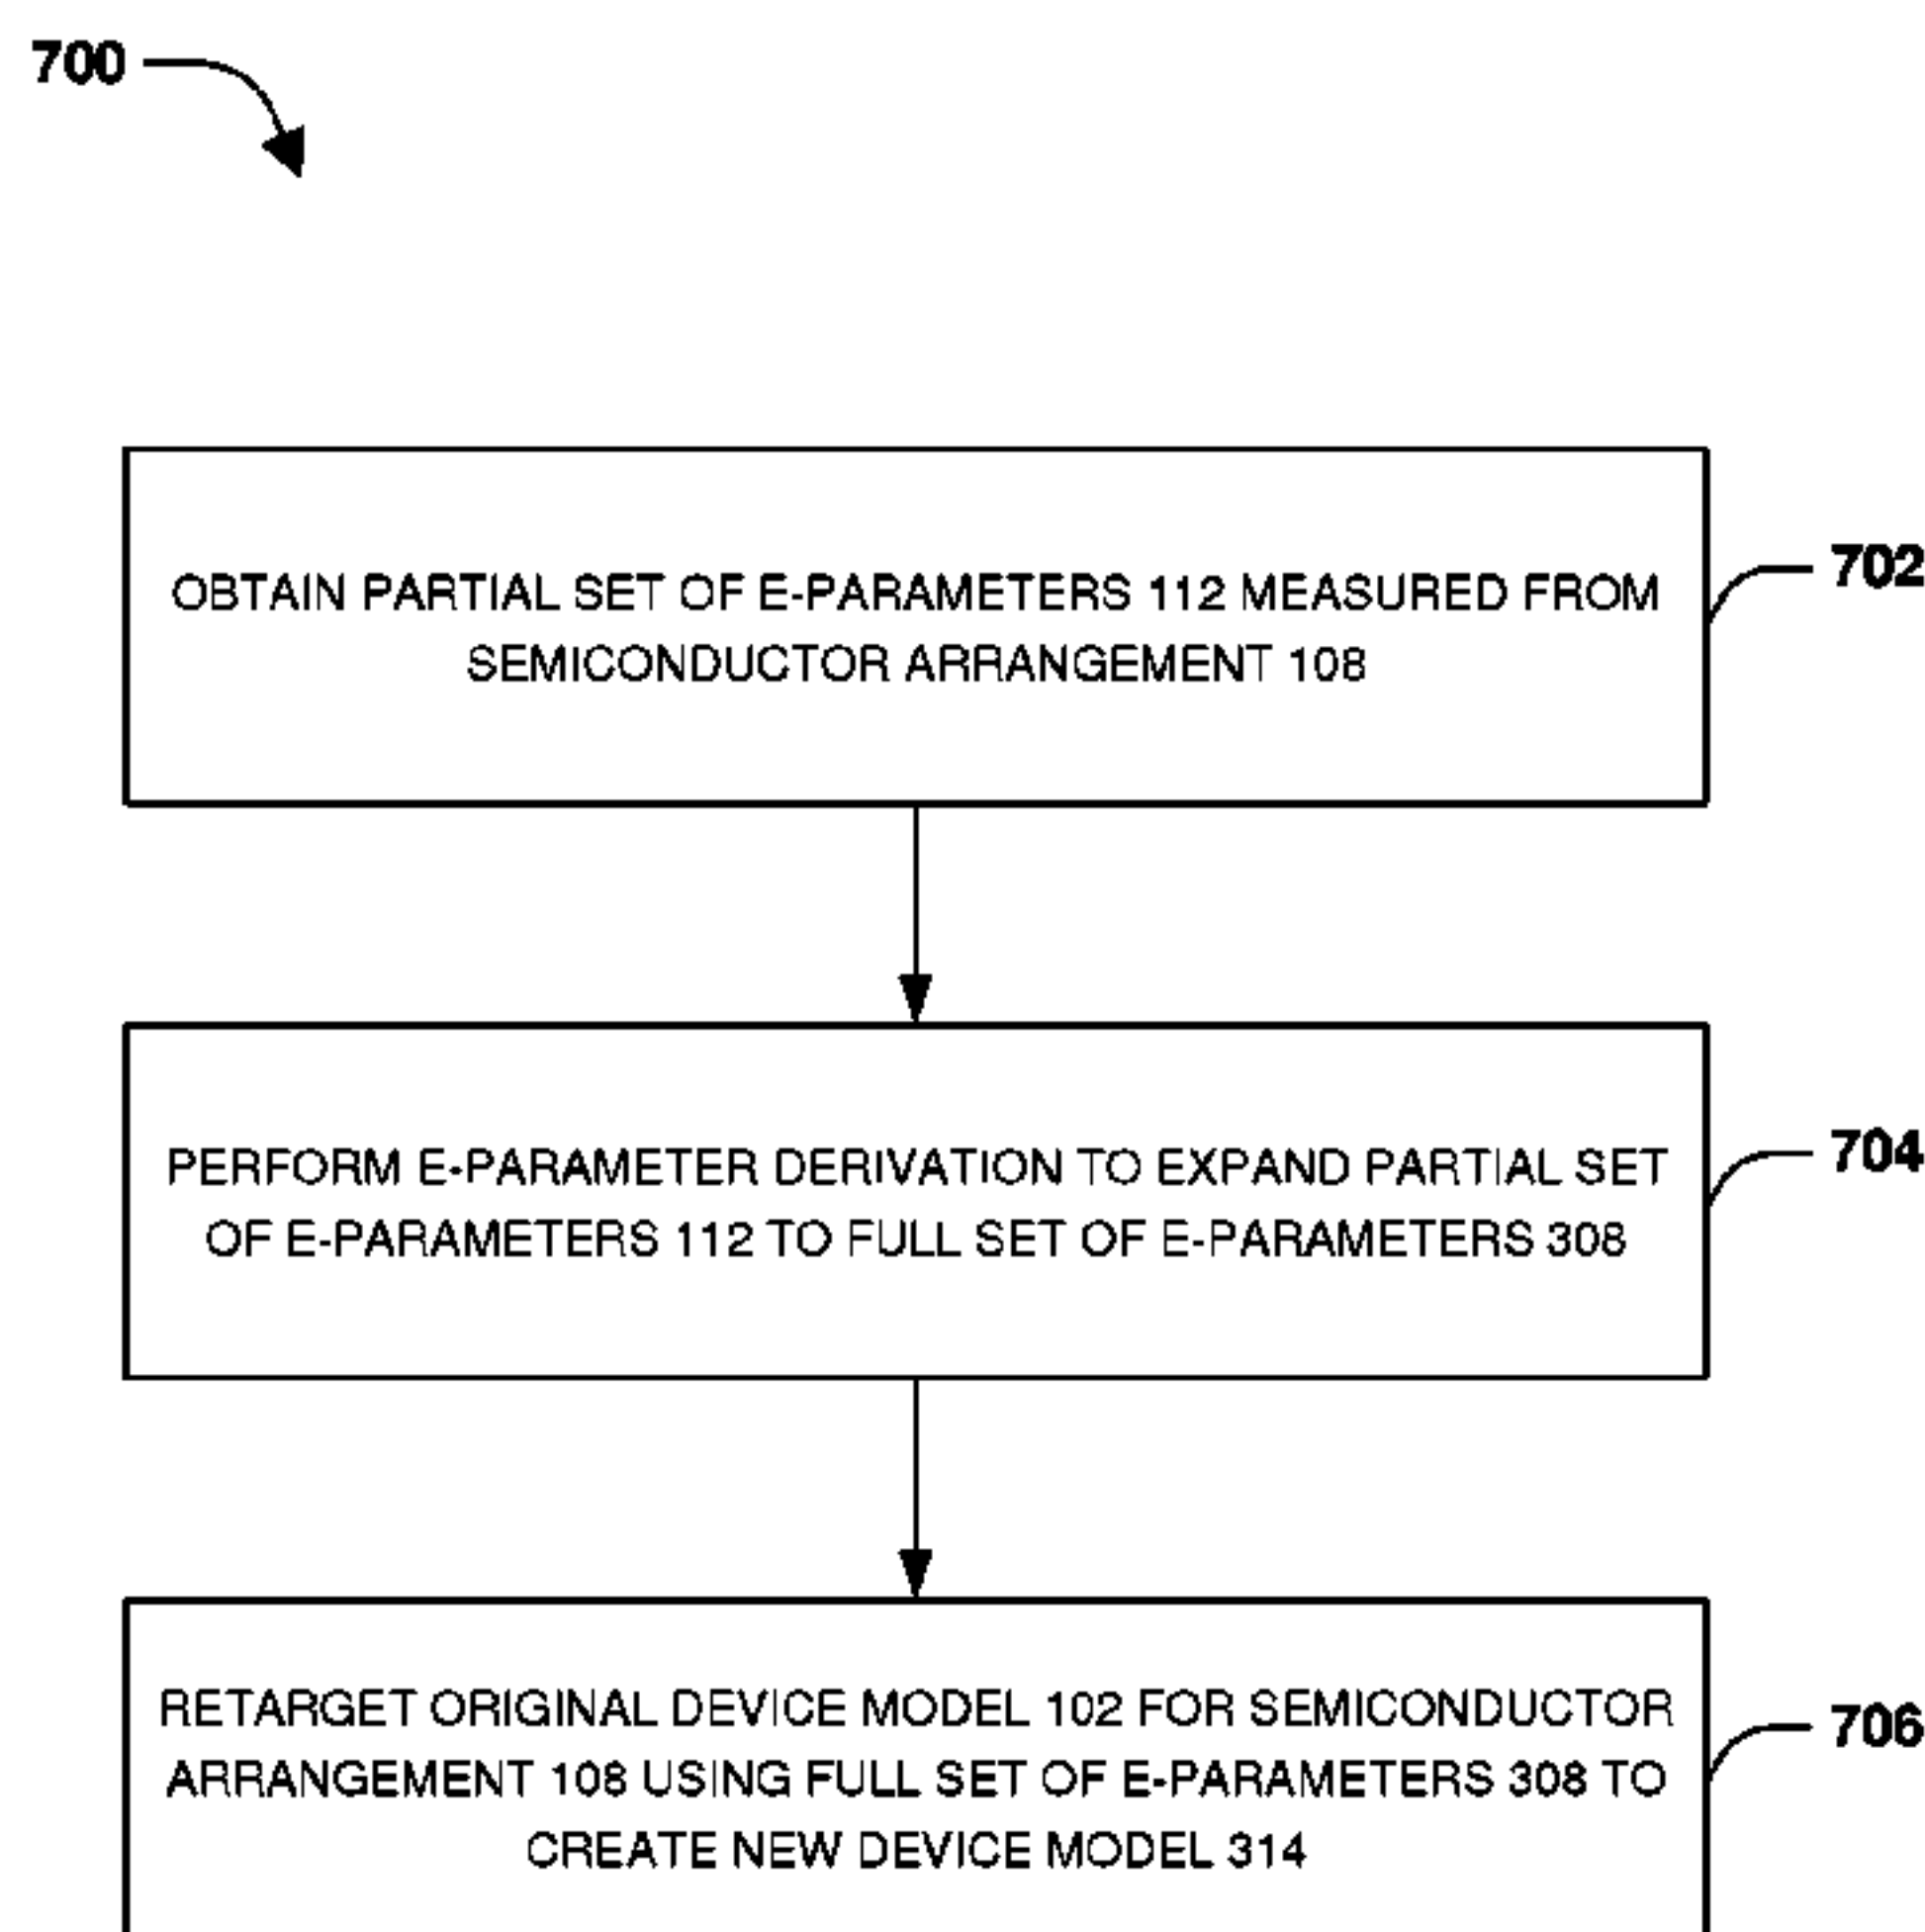 700
OBTAIN PARTIAL SET OF E-PARAMETERS 112 MEASURED FROM
SEMICONDUCTOR ARRANGEMENT 108
702
PERFORM E-PARAMETER DERIVATION TO EXPAND PARTIAL SET
OF E-PARAMETERS 112 TO FULL SET OF E-PARAMETERS 308
704
RETARGET ORIGINAL DEVICE MODEL 102 FOR SEMICONDUCTOR
ARRANGEMENT 108 USING FULL SET OF E-PARAMETERS 308 TO
CREATE NEW DEVICE MODEL 314
706